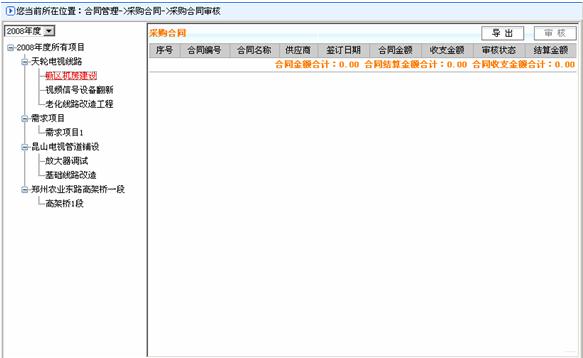 您当前所在位置：合同管理->采购合同->采购合同审核
2008年度
2008年度所有项目
天轮电视线路
新区机房建设
视频信号设备翻新
老化线路改造工程
需求项目
需求项目1
昆山电视管道铺设
放大器调试
基础线路改造
郑州农业东路高架桥一段
高架桥1段
采购合同 导 出 审 核
序号 合同编号 合同名称 供应商 签订日期 合同金额 收支金额 审核状态 结算金额
合同金额合计：0.00 合同结算金额合计：0.00 合同收支金额合计：0.00